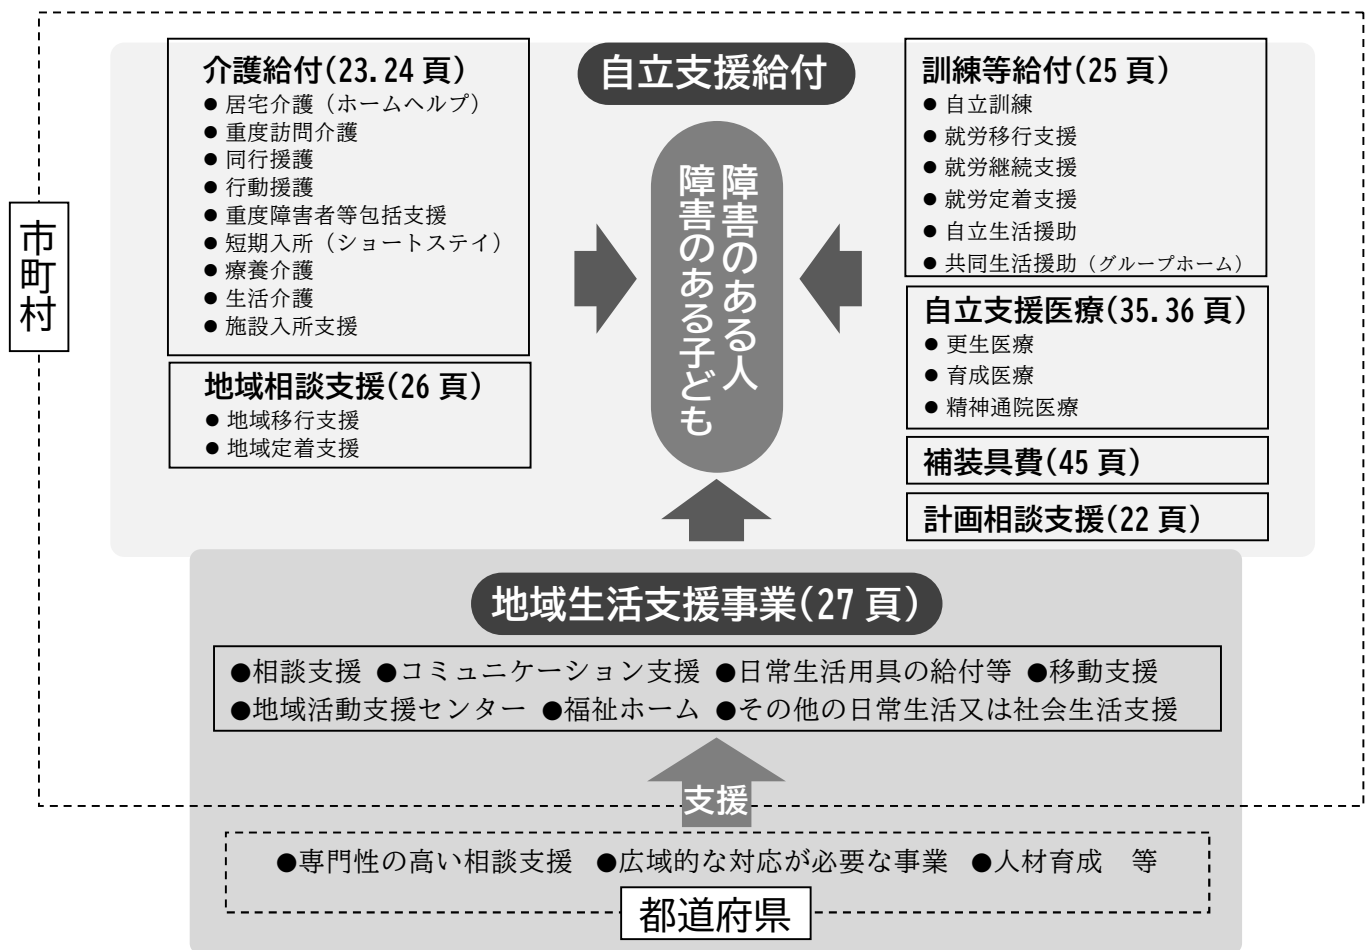 自立支援給付
市町村
介護給付(23.24 頁)
● 居宅介護（ホームヘルプ）
● 重度訪問介護
● 同行援護
● 行動援護
● 重度障害者等包括支援
● 短期入所（ショートステイ）
● 療養介護
● 生活介護
● 施設入所支援
地域相談支援(26 頁)
● 地域移行支援
● 地域定着支援
障害のある人
障害のある子ども
訓練等給付(25 頁)
● 自立訓練
● 就労移行支援
● 就労継続支援
● 就労定着支援
● 自立生活援助
● 共同生活援助（グループホーム）
自立支援医療(35.36 頁)
● 更生医療
● 育成医療
● 精神通院医療
補装具費(45 頁)
計画相談支援(22 頁)
地域生活支援事業(27 頁)
●相談支援 ●コミュニケーション支援 ●日常生活用具の給付等 ●移動支援
●地域活動支援センター ●福祉ホーム ●その他の日常生活又は社会生活支援
支援
●専門性の高い相談支援 ●広域的な対応が必要な事業 ●人材育成　等
都道府県